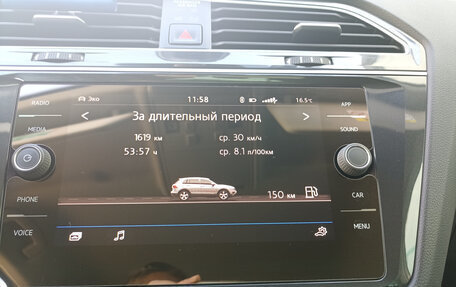 RADIO
Эко
11:58
16.5°C
APP
<
За длительный период
>
MEDIA
SOUND
1619 км
ср. 30 км/ч
53:57 ч
ср. 8.1 л/100км
PHONE
150 км
CAR
VOICE
MENU